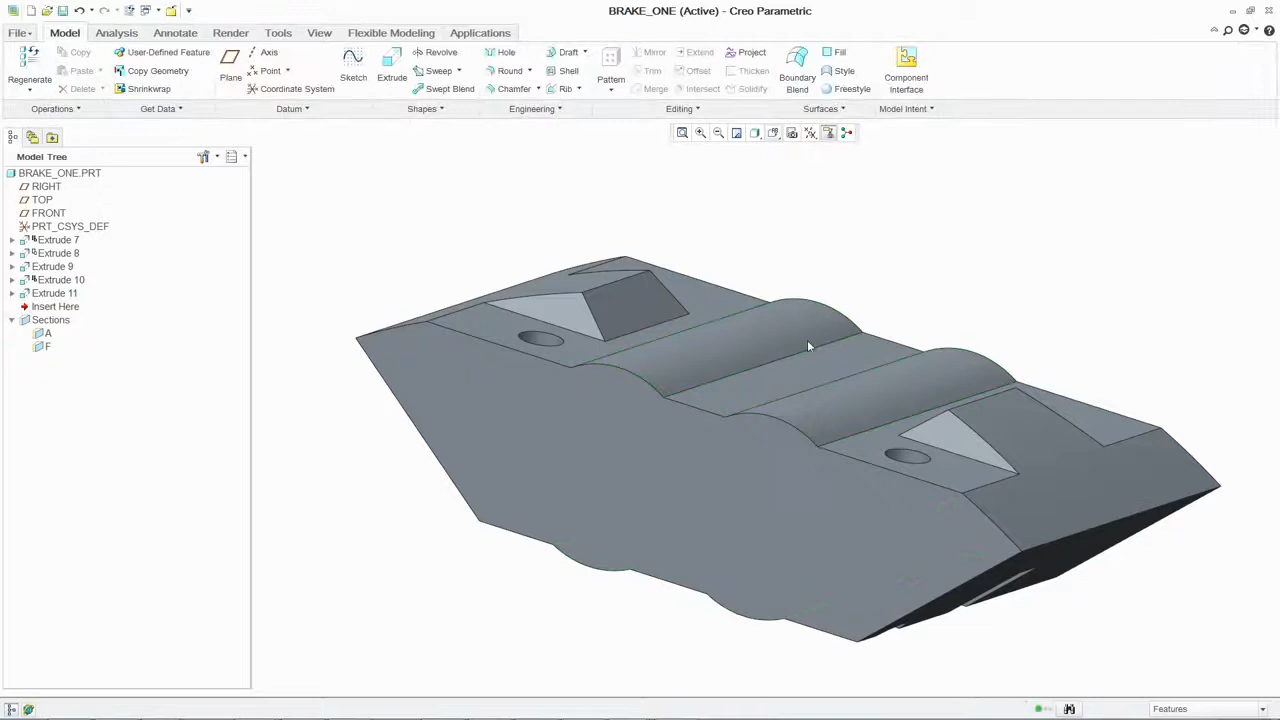 BRAKE_ONE (Active) - Creo Parametric
File Model Analysis Annotate Render Tools View Flexible Modeling Applications
Regenerate
Copy
Paste
Delete
User-Defined Feature
Copy Geometry
Shrinkwrap
Plane
Axis
Point
Coordinate System
Sketch
Extrude
Revolve
Sweep
Swept Blend
Hole
Round
Chamfer
Draft
Shell
Rib
Pattern
Mirror
Trim
Merge
Extend
Offset
Intersect
Project
Thicken
Solidify
Boundary
Blend
Fill
Style
Freestyle
Component
Interface
Operations Get Data Datum Shapes Engineering Editing Surfaces Model Intent
Model Tree
BRAKE_ONE.PRT
RIGHT
TOP
FRONT
PRT_CSYS_DEF
Extrude 7
Extrude 8
Extrude 9
Extrude 10
Extrude 11
Insert Here
Sections
A
F
Features